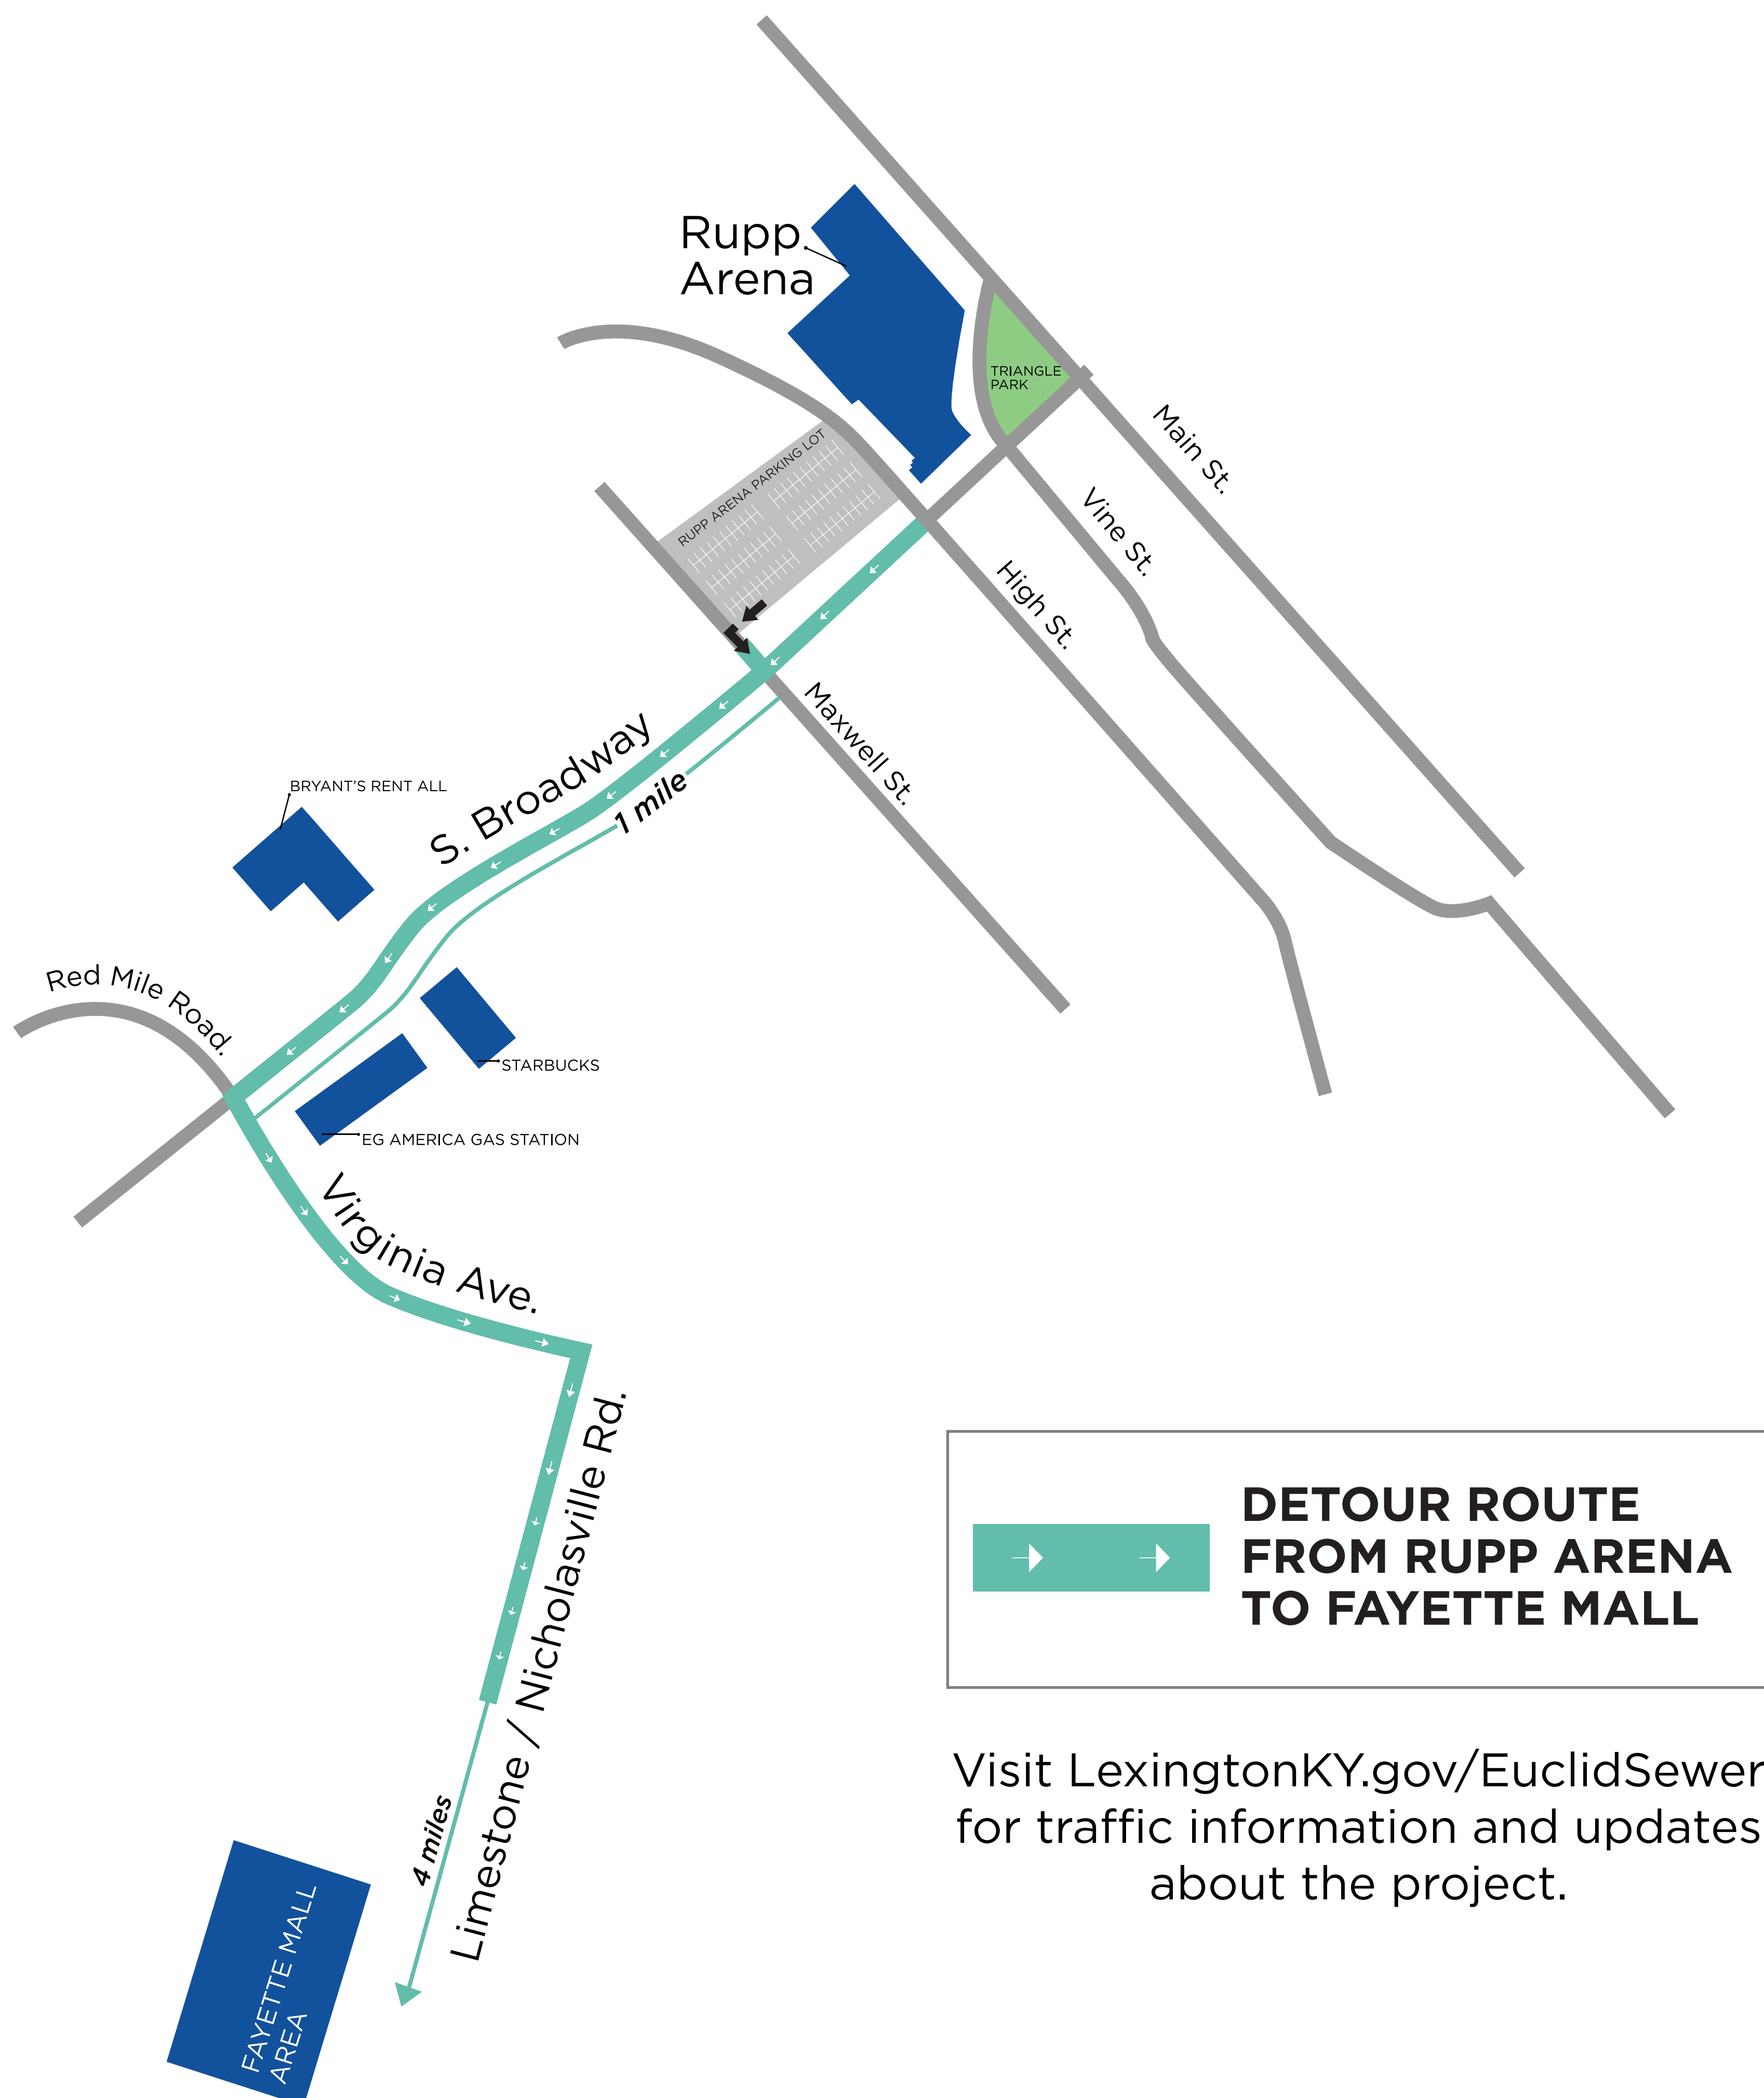 Rupp
Arena
TRIANGLE
PARK
Main St.
RUPP ARENA PARKING LOT
Vine St.
High St.
Maxwell St.
S. Broadway
1 mile
BRYANT'S RENT ALL
Red Mile Road.
STARBUCKS
EG AMERICA GAS STATION
Virginia Ave.
Limestone / Nicholasville Rd.
4 miles
FAYETTE MALL
AREA
DETOUR ROUTE
FROM RUPP ARENA
TO FAYETTE MALL
Visit LexingtonKY.gov/EuclidSewer
for traffic information and updates
about the project.